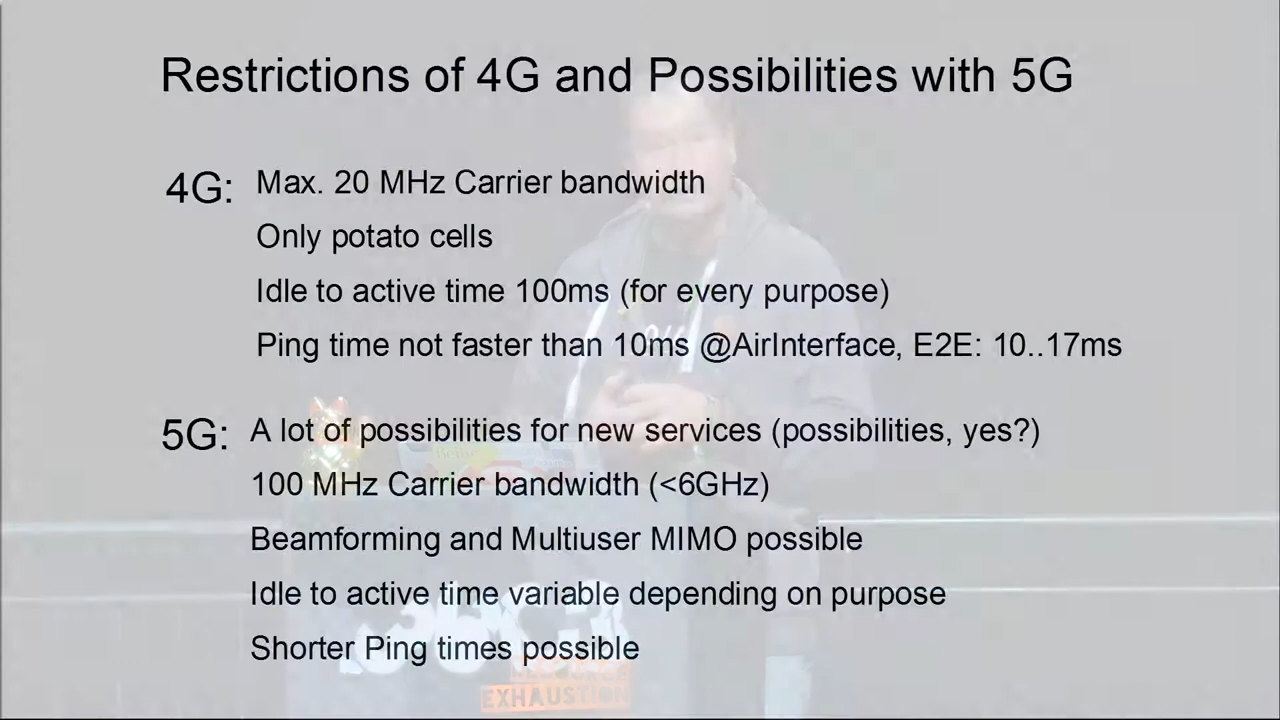 Restrictions of 4G and Possibilities with 5G
4G: Max. 20 MHz Carrier bandwidth
Only potato cells
Idle to active time 100ms (for every purpose)
Ping time not faster than 10ms @AirInterface, E2E: 10..17ms
5G: A lot of possibilities for new services (possibilities, yes?)
100 MHz Carrier bandwidth (<6GHz)
Beamforming and Multiuser MIMO possible
Idle to active time variable depending on purpose
Shorter Ping times possible
EXHAUSTION